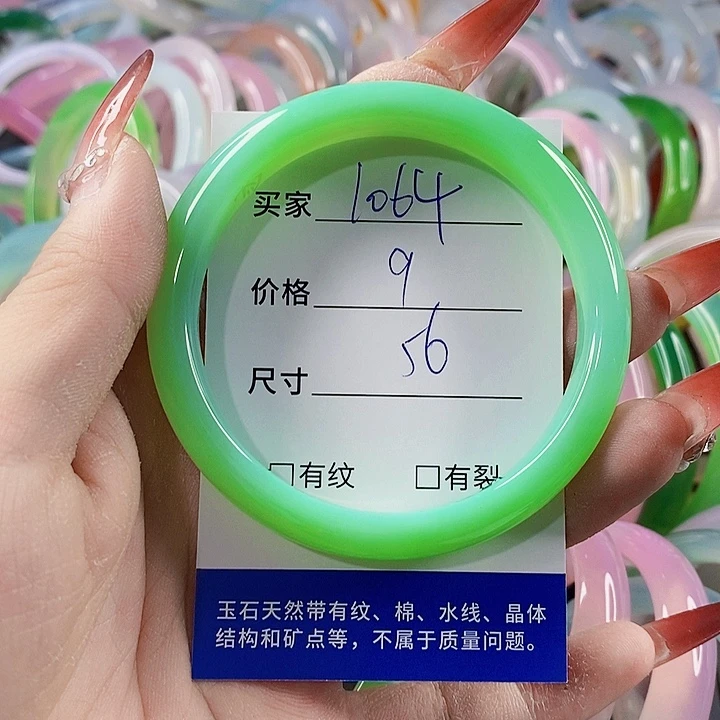 买家 1064
价格 9
尺寸 56
□有纹 □有裂
玉石天然带有纹、棉、水线、晶体
结构和矿点等，不属于质量问题。